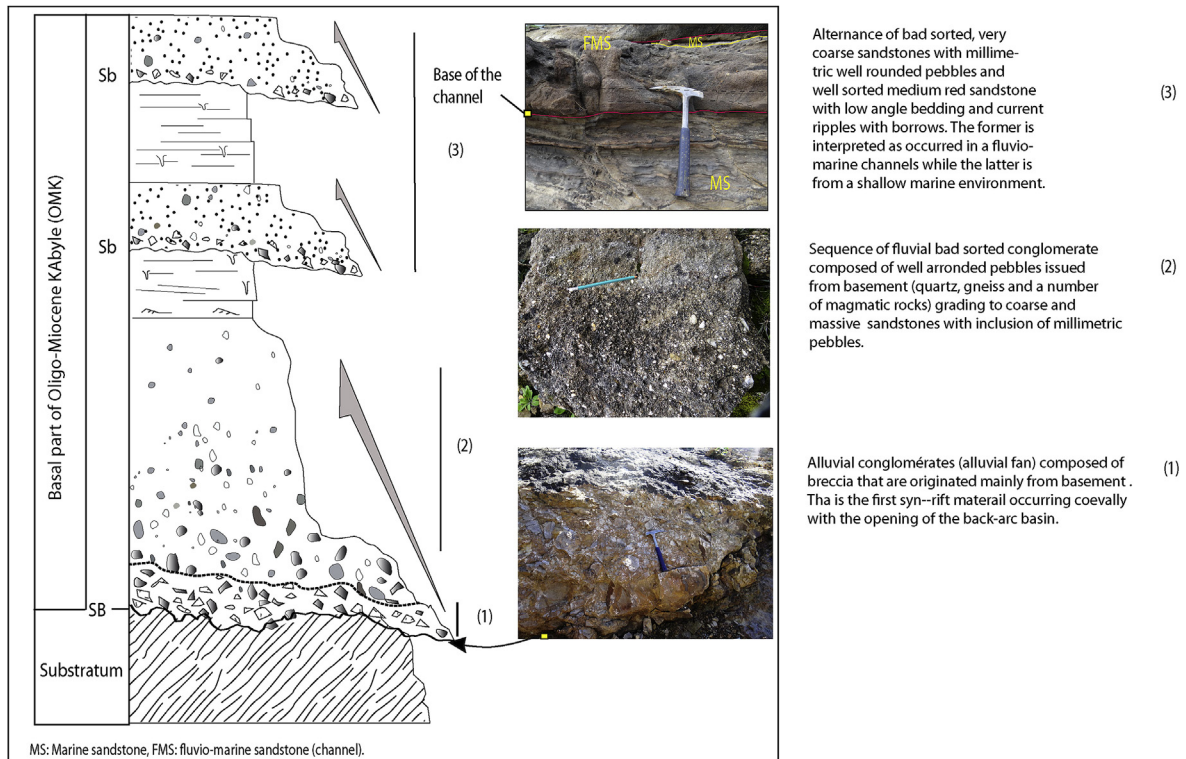 Basal part of Oligo-Miocene KAbyle (OMK)
Substratum
Sb
Sb
SB
(3)
(2)
(1)
Base of the
channel
FMS
MS
MS
Alternance of bad sorted, very
coarse sandstones with millime-
tric well rounded pebbles and
well sorted medium red sandstone
with low angle bedding and current
ripples with borrows. The former is
interpreted as occurred in a fluvio-
marine channels while the latter is
from a shallow marine environment.
(3)
Sequence of fluvial bad sorted conglomerate
composed of well arronded pebbles issued
from basement (quartz, gneiss and a number
of magmatic rocks) grading to coarse and
massive sandstones with inclusion of millimetric
pebbles.
(2)
Alluvial conglomérates (alluvial fan) composed of
breccia that are originated mainly from basement .
Tha is the first syn--rift materail occurring coevally
with the opening of the back-arc basin.
(1)
MS: Marine sandstone, FMS: fluvio-marine sandstone (channel).